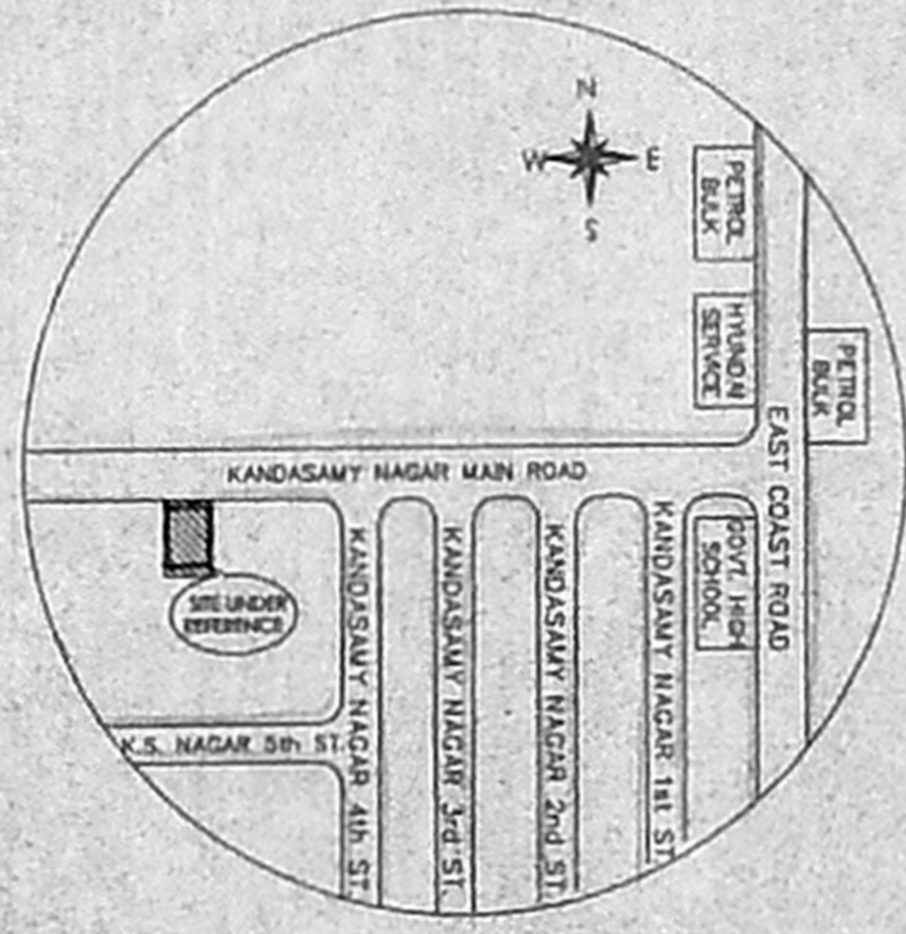 N
W E
S
PETROL
BULK
HYUNDAI
SERVICE
PETROL
BULK
EAST COAST ROAD
KANDASAMY NAGAR MAIN ROAD
GOVT. HIGH
SCHOOL
SITE UNDER
REFERENCE
KANDASAMY NAGAR 1st ST.
KANDASAMY NAGAR 2nd ST.
KANDASAMY NAGAR 3rd ST.
KANDASAMY NAGAR 4th ST.
K.S. NAGAR 5th ST.